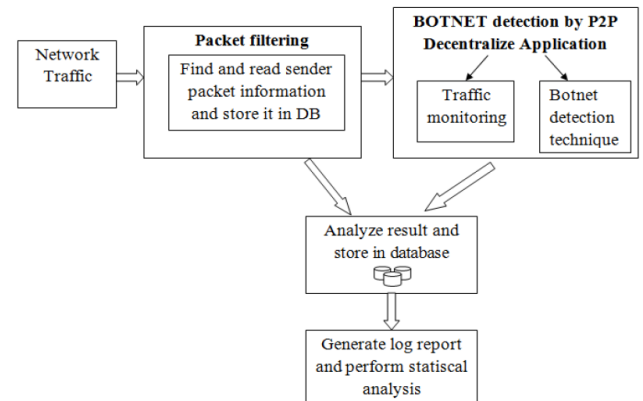 Network
Traffic
Packet filtering
Find and read sender
packet information
and store it in DB
BOTNET detection by P2P
Decentralize Application
Traffic
monitoring
Botnet
detection
technique
Analyze result and
store in database
Generate log report
and perform statiscal
analysis